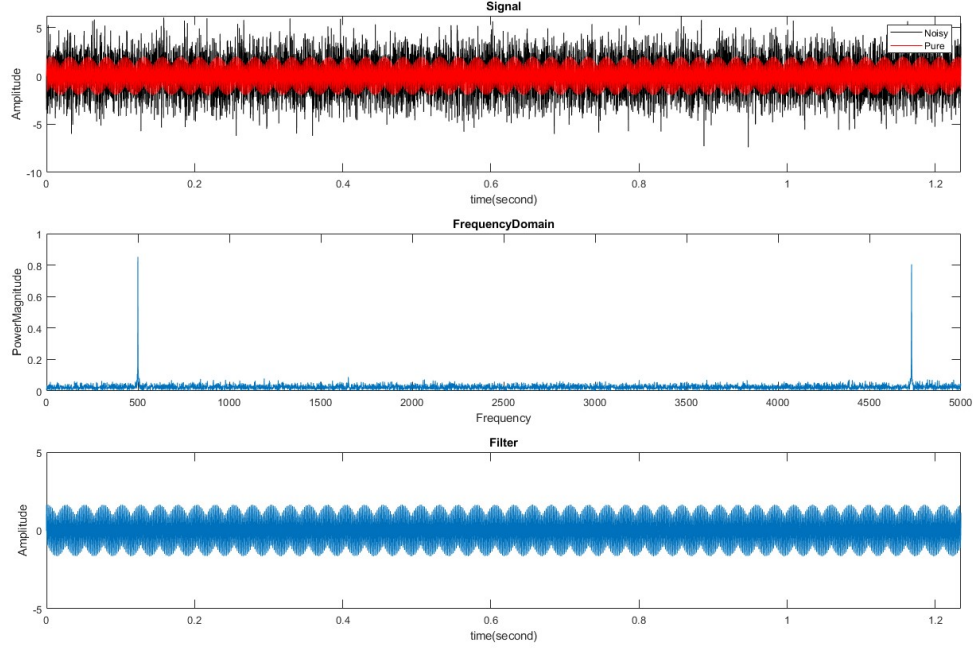 Signal
5
0
-5
-10
Amplitude
Noisy
Pure
0 0.2 0.4 0.6 0.8 1 1.2
time(second)
FrequencyDomain
1
0.8
0.6
0.4
0.2
0
PowerMagnitude
0 500 1000 1500 2000 2500 3000 3500 4000 4500 5000
Frequency
Filter
5
0
-5
Amplitude
0 0.2 0.4 0.6 0.8 1 1.2
time(second)